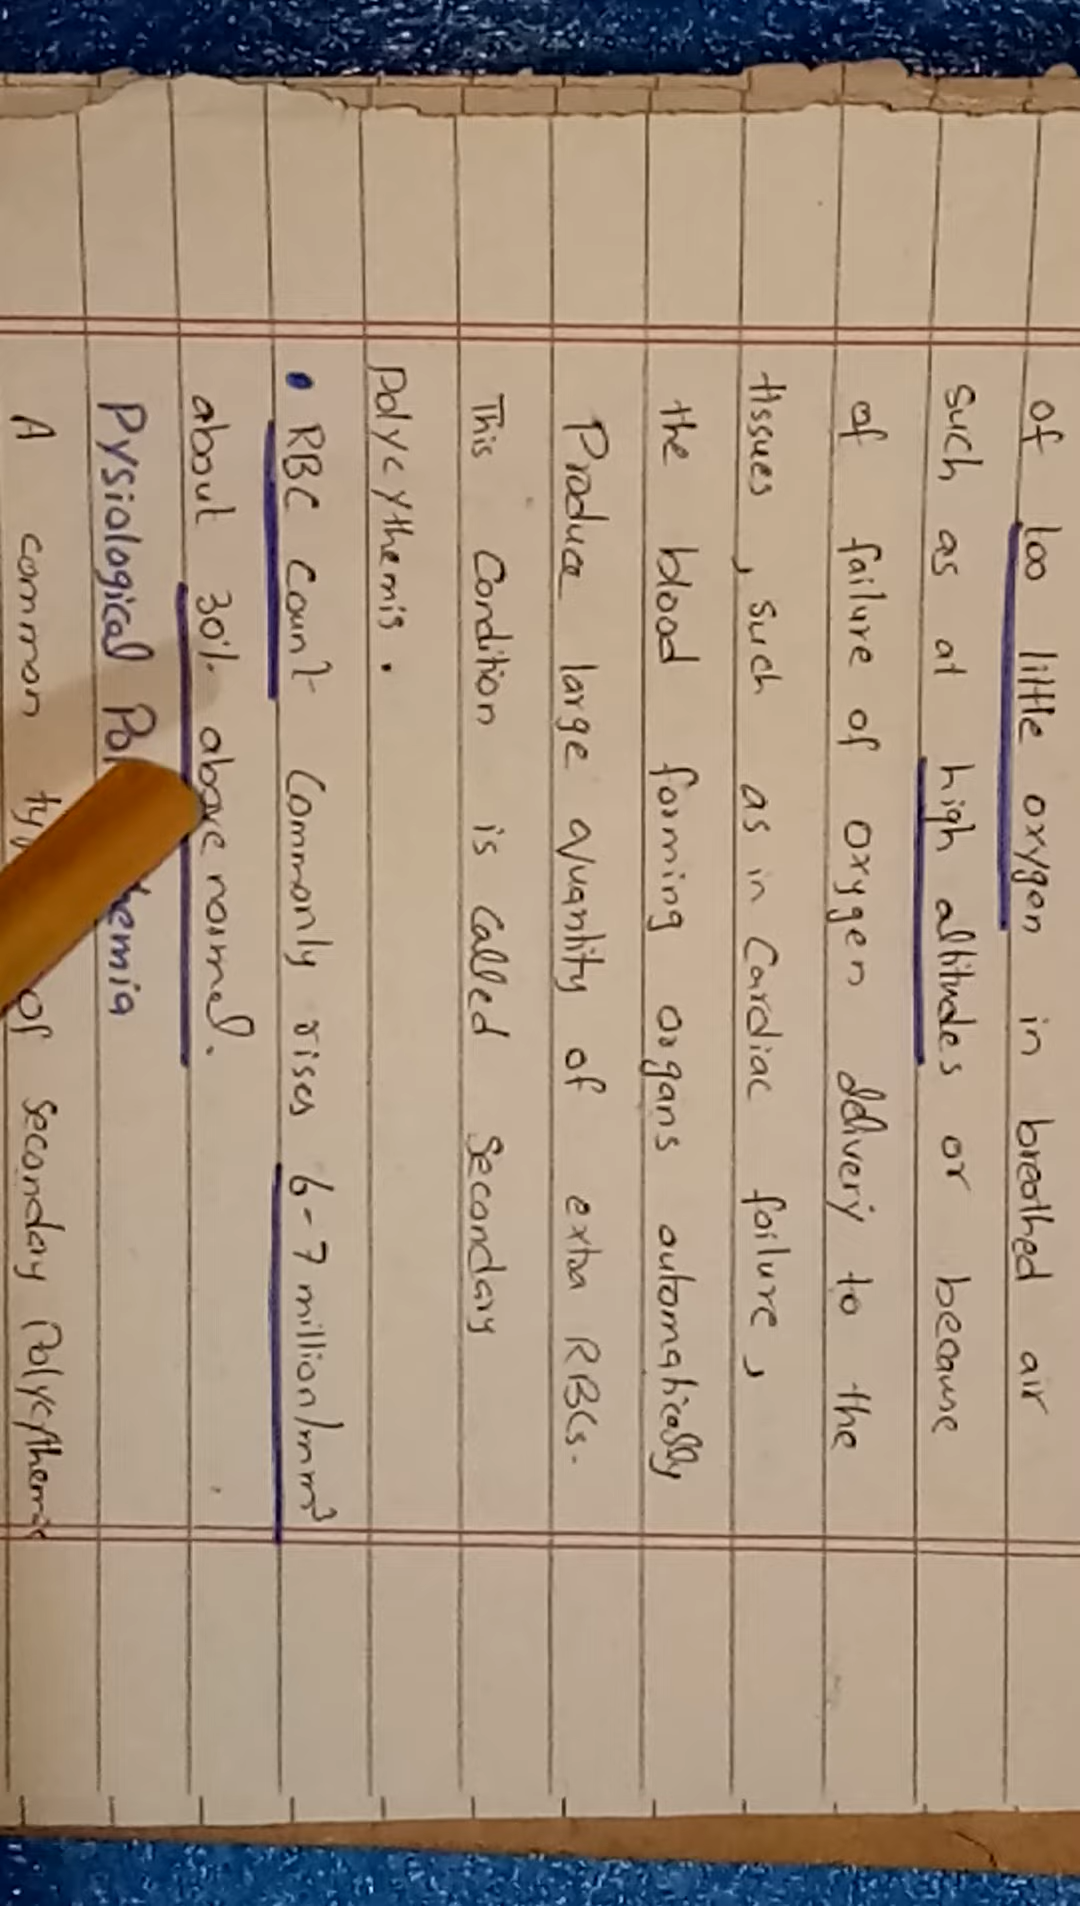 of too little oxygen in breathed air
such as at high altitudes or because
of failure of oxygen delivery to the
tissues, such as in Cardiac failure,
the blood forming organs automatically
Produce large quantity of extra RBCs.
This Condition is Called Secondary
Polycythemis.
• RBC Count Commonly rises 6-7 million/mm³
about 30% above normal.
Pysiological
A common of Secondary Polycythemia